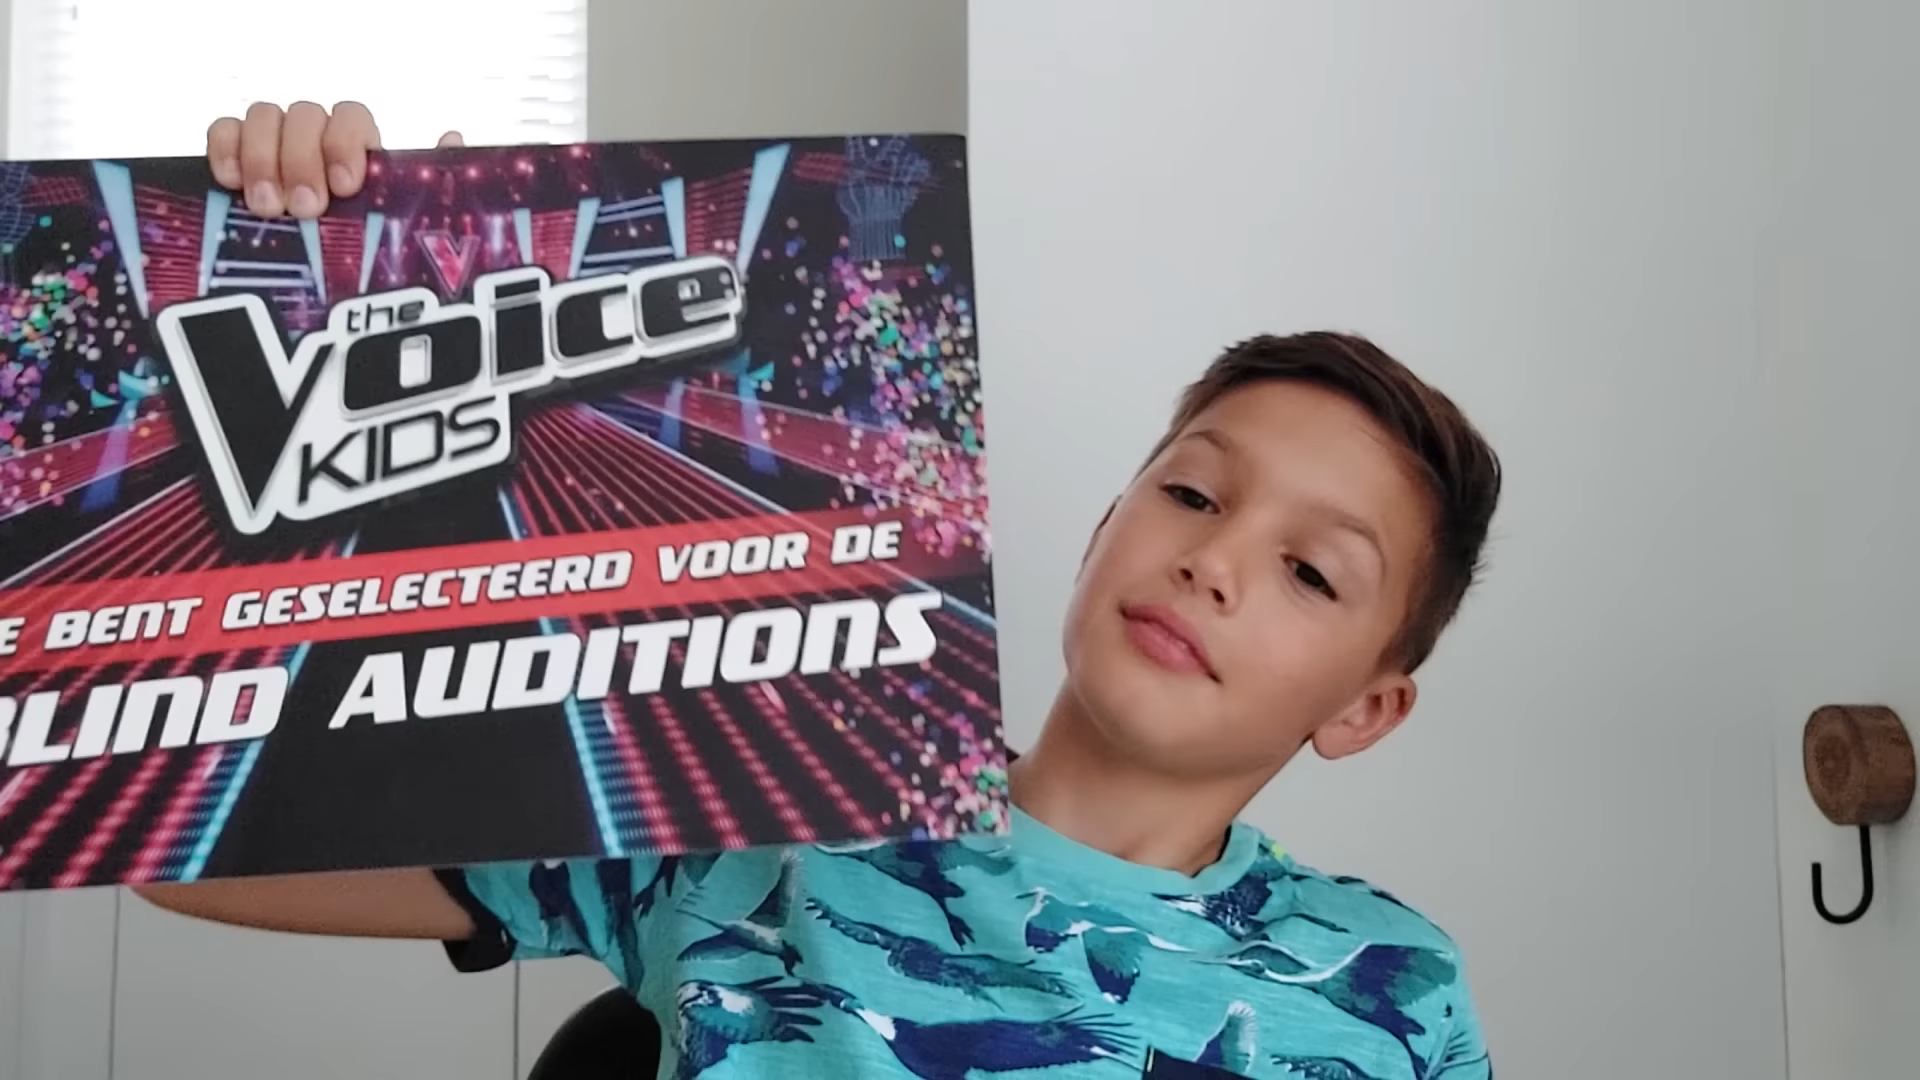 the
Voice
KIDS
E BENT GESELECTEERD VOOR DE
BLIND AUDITIONS